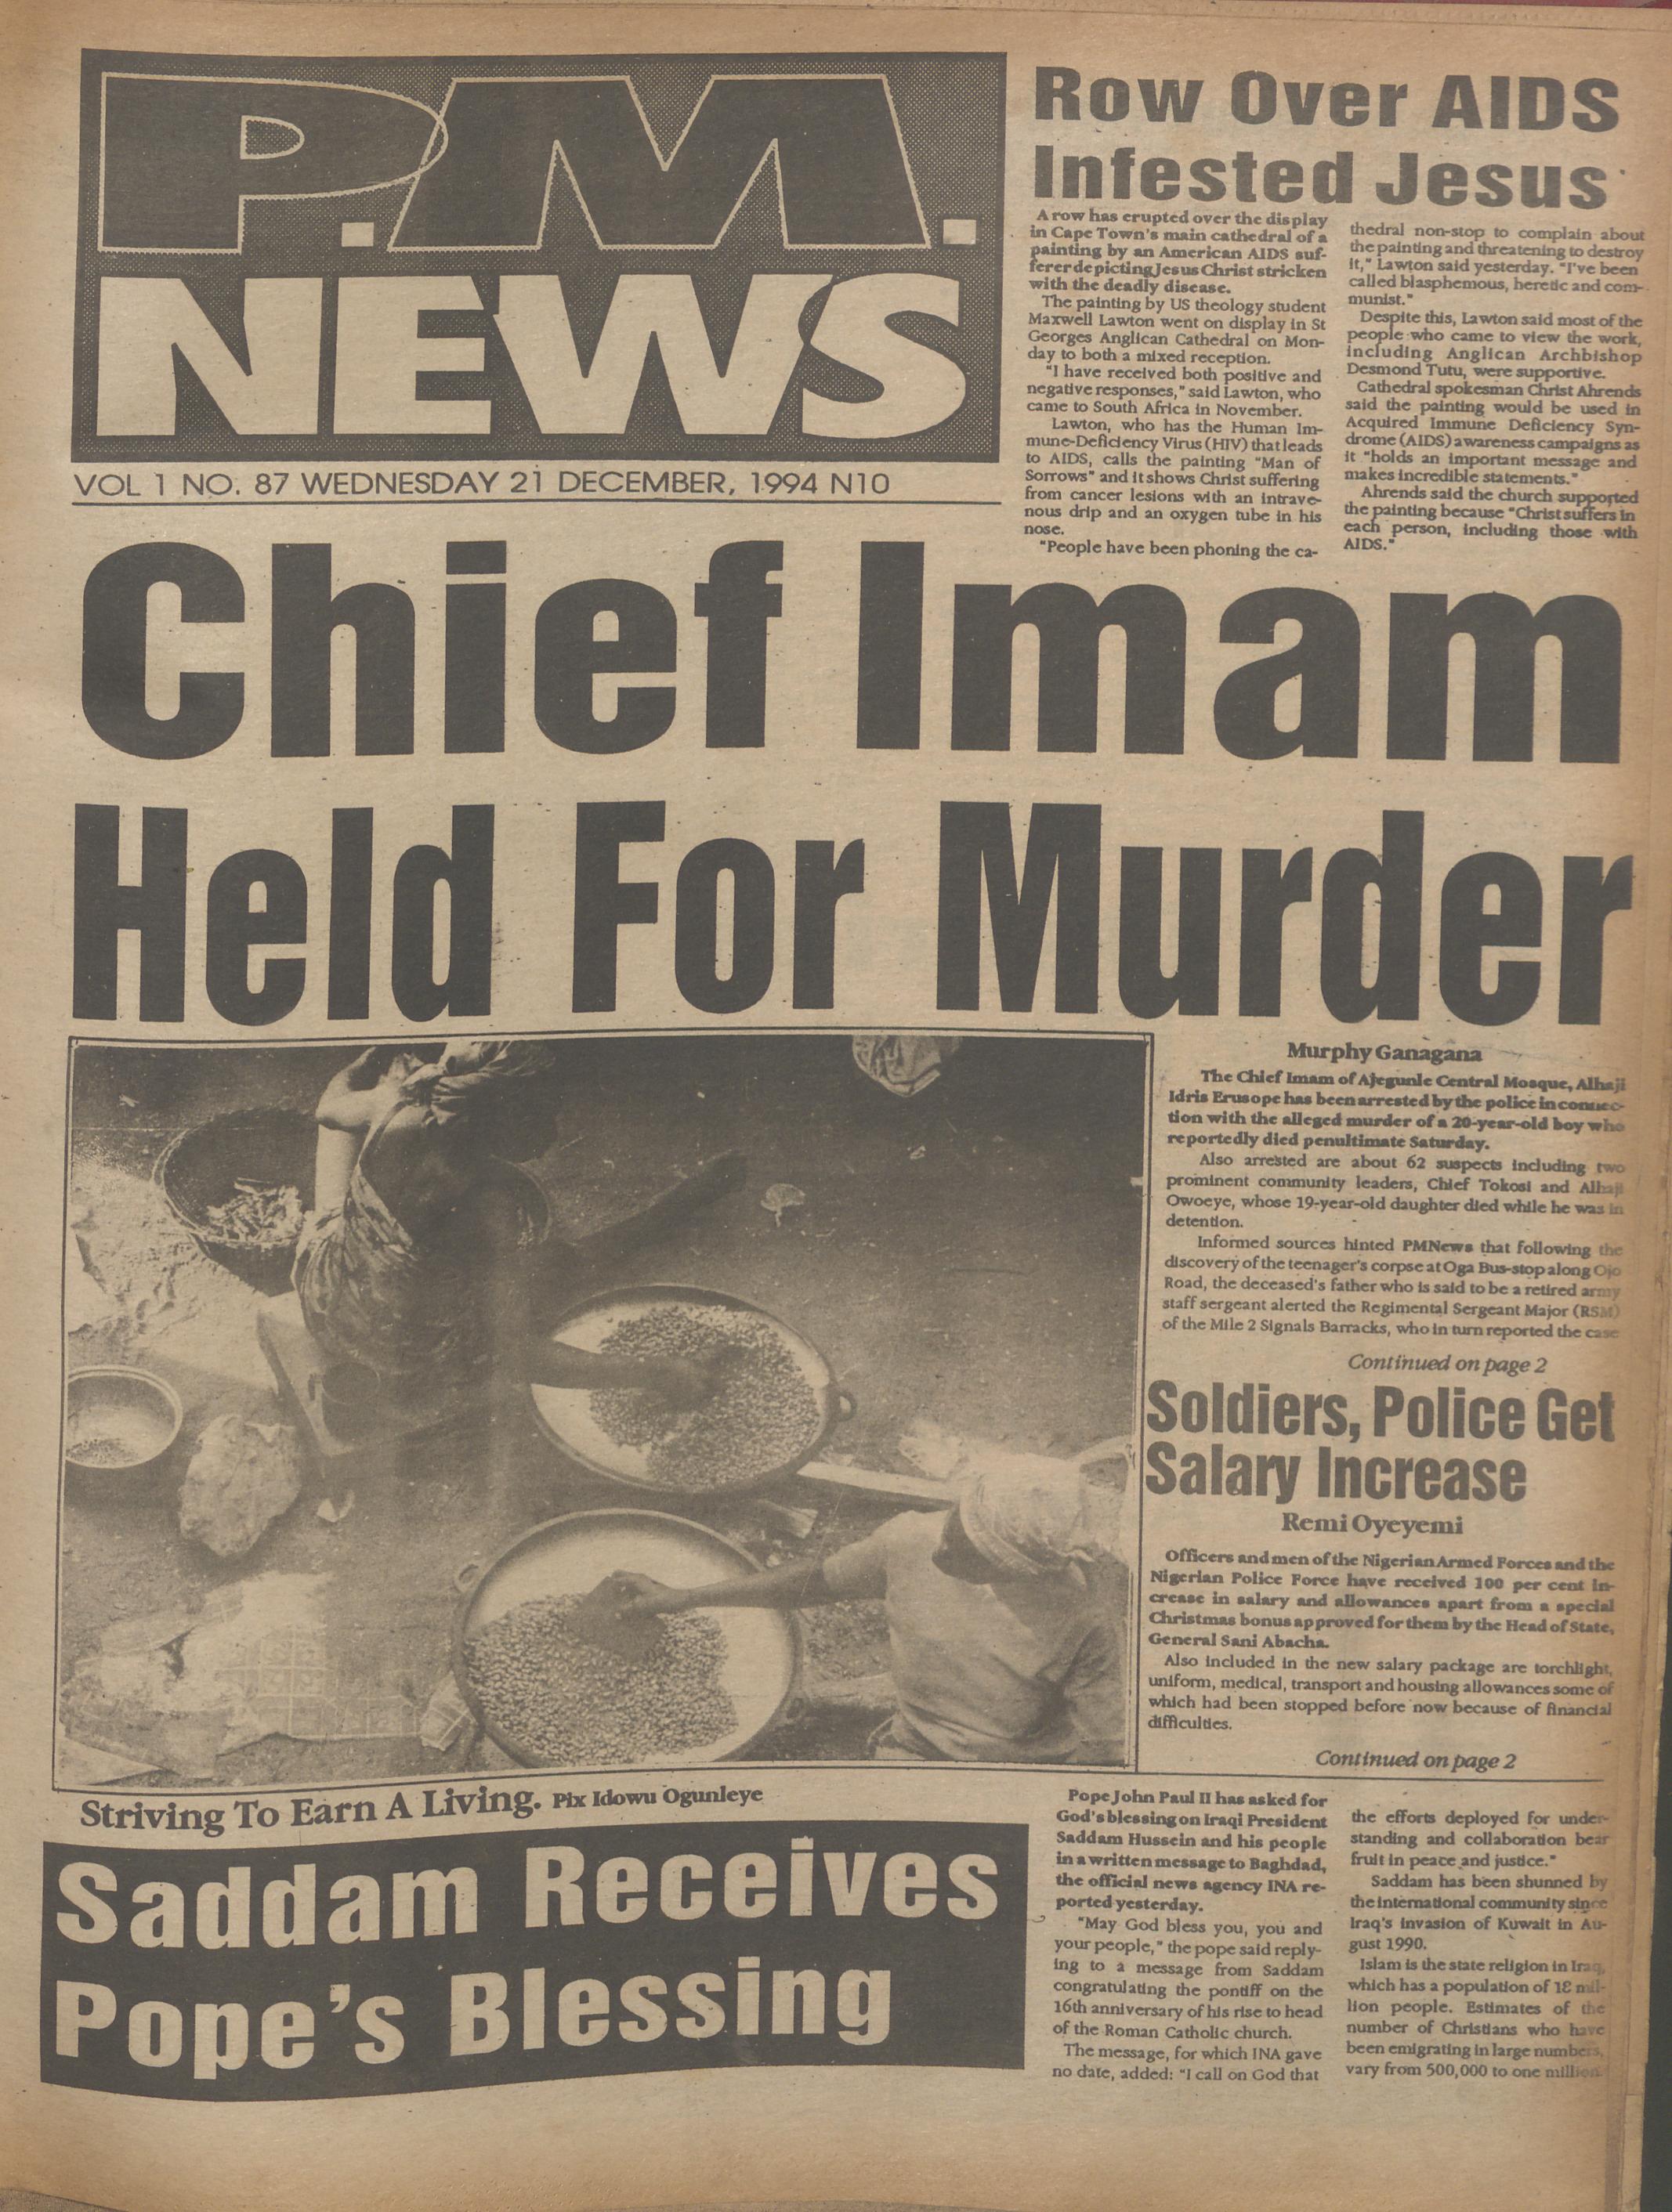 P.M.
NEWS
VOL 1 NO. 87 WEDNESDAY 21 DECEMBER, 1994 N10
Row Over AIDS
Infested Jesus
A row has erupted over the display
in Cape Town's main cathedral of a
painting by an American AIDS suf-
ferer depicting Jesus Christ stricken
with the deadly disease.
The painting by US theology student
Maxwell Lawton went on display in St
Georges Anglican Cathedral on Mon-
day to both a mixed reception.
"I have received both positive and
negative responses," said Lawton, who
came to South Africa in November.
Lawton, who has the Human Im-
mune-Deficiency Virus (HIV) that leads
to AIDS, calls the painting "Man of
Sorrows" and it shows Christ suffering
from cancer lesions with an intrave-
nous drip and an oxygen tube in his
nose.
"People have been phoning the ca-
thedral non-stop to complain about
the painting and threatening to destroy
it," Lawton said yesterday. "I've been
called blasphemous, heretic and com-
munist."
Despite this, Lawton said most of the
people who came to view the work,
including Anglican Archbishop
Desmond Tutu, were supportive.
Cathedral spokesman Christ Ahrends
said the painting would be used in
Acquired Immune Deficiency Syn-
drome (AIDS) awareness campaigns as
it "holds an important message and
makes incredible statements."
Ahrends said the church supported
the painting because "Christ suffers in
each person, including those with
AIDS."
Chief Imam
Held For Murder
Murphy Ganagana
The Chief Imam of Ajegunle Central Mosque, Alhaji
Idris Erusope has been arrested by the police in connec-
tion with the alleged murder of a 20-year-old boy who
reportedly died penultimate Saturday.
Also arrested are about 62 suspects including two
prominent community leaders, Chief Tokosi and Alhaji
Owoeye, whose 19-year-old daughter died while he was in
detention.
Informed sources hinted PMNews that following the
discovery of the teenager's corpse at Oga Bus-stop along Ojo
Road, the deceased's father who is said to be a retired army
staff sergeant alerted the Regimental Sergeant Major (RSM)
of the Mile 2 Signals Barracks, who in turn reported the case
Continued on page 2
Soldiers, Police Get
Salary Increase
Remi Oyeyemi
Officers and men of the Nigerian Armed Forces and the
Nigerian Police Force have received 100 per cent in-
crease in salary and allowances apart from a special
Christmas bonus approved for them by the Head of State,
General Sani Abacha.
Also included in the new salary package are torchlight,
uniform, medical, transport and housing allowances some of
which had been stopped before now because of financial
difficulties.
Continued on page 2
Striving To Earn A Living. Pix Idowu Ogunleye
Saddam Receives
Pope's Blessing
Pope John Paul II has asked for
God's blessing on Iraqi President
Saddam Hussein and his people
in a written message to Baghdad,
the official news agency INA re-
ported yesterday.
"May God bless you, you and
your people," the pope said reply-
ing to a message from Saddam
congratulating the pontiff on the
16th anniversary of his rise to head
of the Roman Catholic church.
The message, for which INA gave
no date, added: "I call on God that
the efforts deployed for under-
standing and collaboration bear
fruit in peace and justice."
Saddam has been shunned by
the international community since
Iraq's invasion of Kuwait in Au-
gust 1990.
Islam is the state religion in Iraq,
which has a population of 18 mil-
lion people. Estimates of the
number of Christians who have
been emigrating in large numbers,
vary from 500,000 to one million